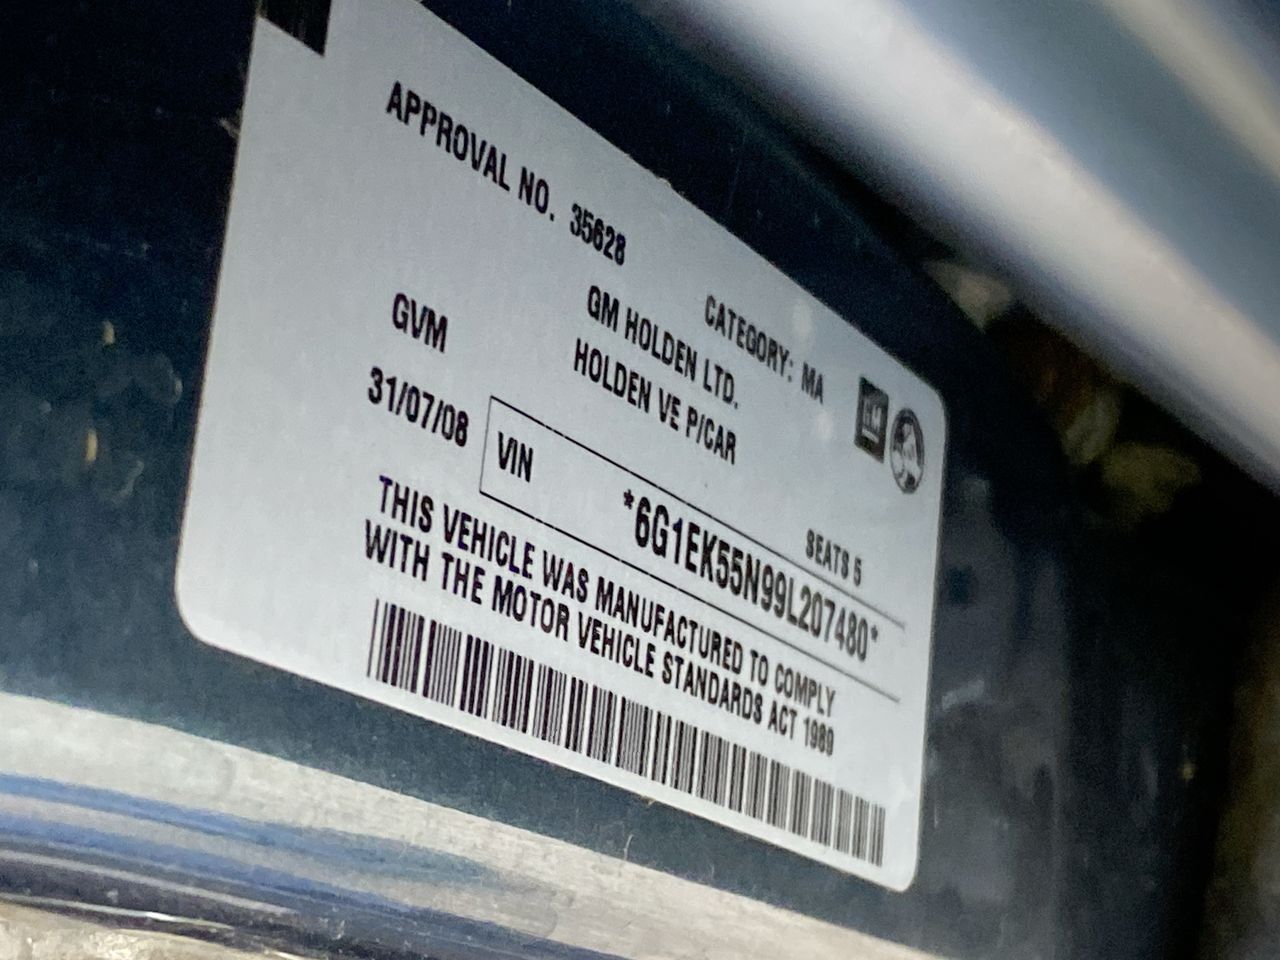 APPROVAL NO. 35628
CATEGORY: MA
GM HOLDEN LTD.
GVM
HOLDEN VE P/CAR
31/07/08
SEATS 5
VIN *6G1EK55N99L207480*
THIS VEHICLE WAS MANUFACTURED TO COMPLY
WITH THE MOTOR VEHICLE STANDARDS ACT 1989